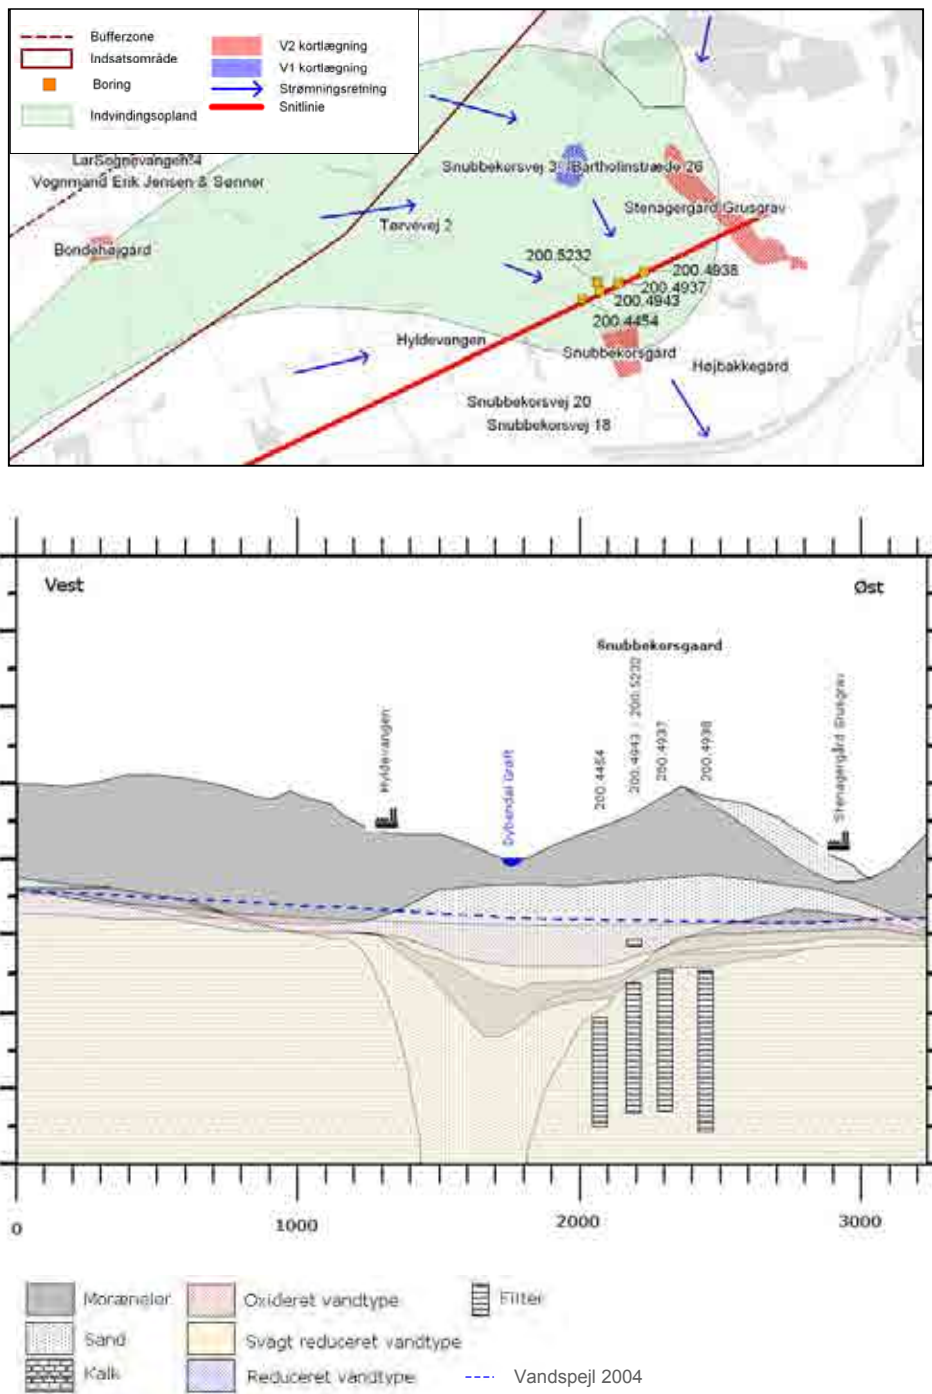 Bufferzone
Indsatsområde
Boring
Indvindingsopland
V2 kortlægning
V1 kortlægning
Strømningsretning
Snitlinie
Vognmand Erik Jensen & Sønner
Bondehøjgård
Tørvevej 2
Snubbekorsvej 3
Bartholinstræde 26
Stenagergård Grusgrav
200.5232
200.4938
200.4937
200.4943
200.4454
Hyldevangen
Snubbekorsgård
Højbakkegård
Snubbekorsvej 20
Snubbekorsvej 18
Vest
Øst
Snubbekorsgaard
Hyldevangen
Dybendal Grøft
200.4454
200.4943 200.5232
200.4937
200.4938
Stenagergård Grusgrav
0
1000
2000
3000
Moræneler
Sand
Kalk
Oxideret vandtype
Svagt reduceret vandtype
Reduceret vandtype
Filter
Vandspejl 2004